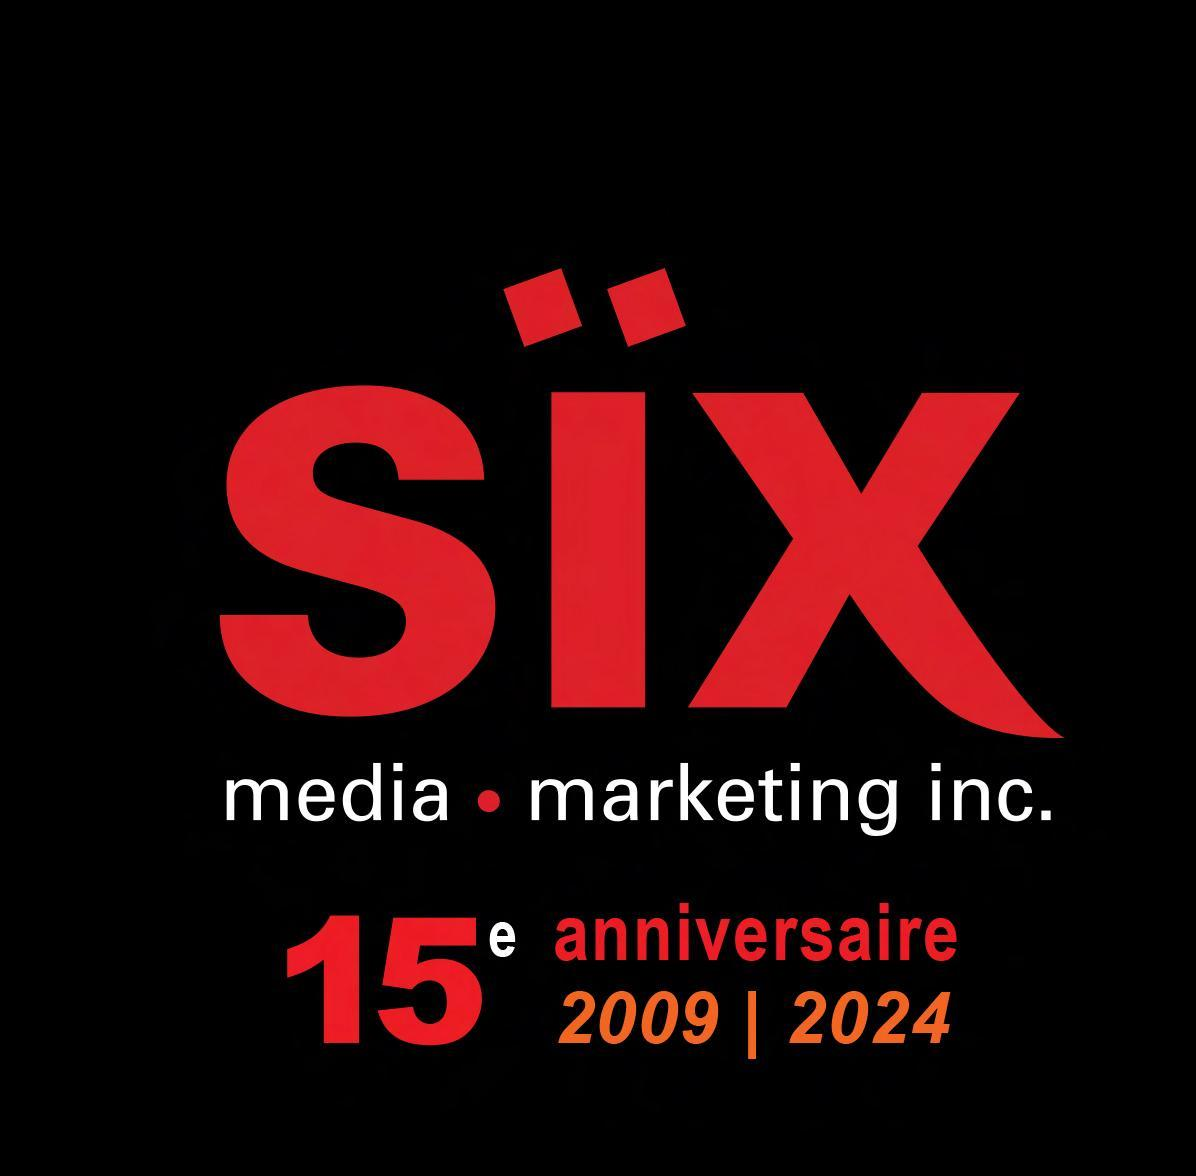 sïx
media • marketing inc.
15e anniversaire
2009 | 2024